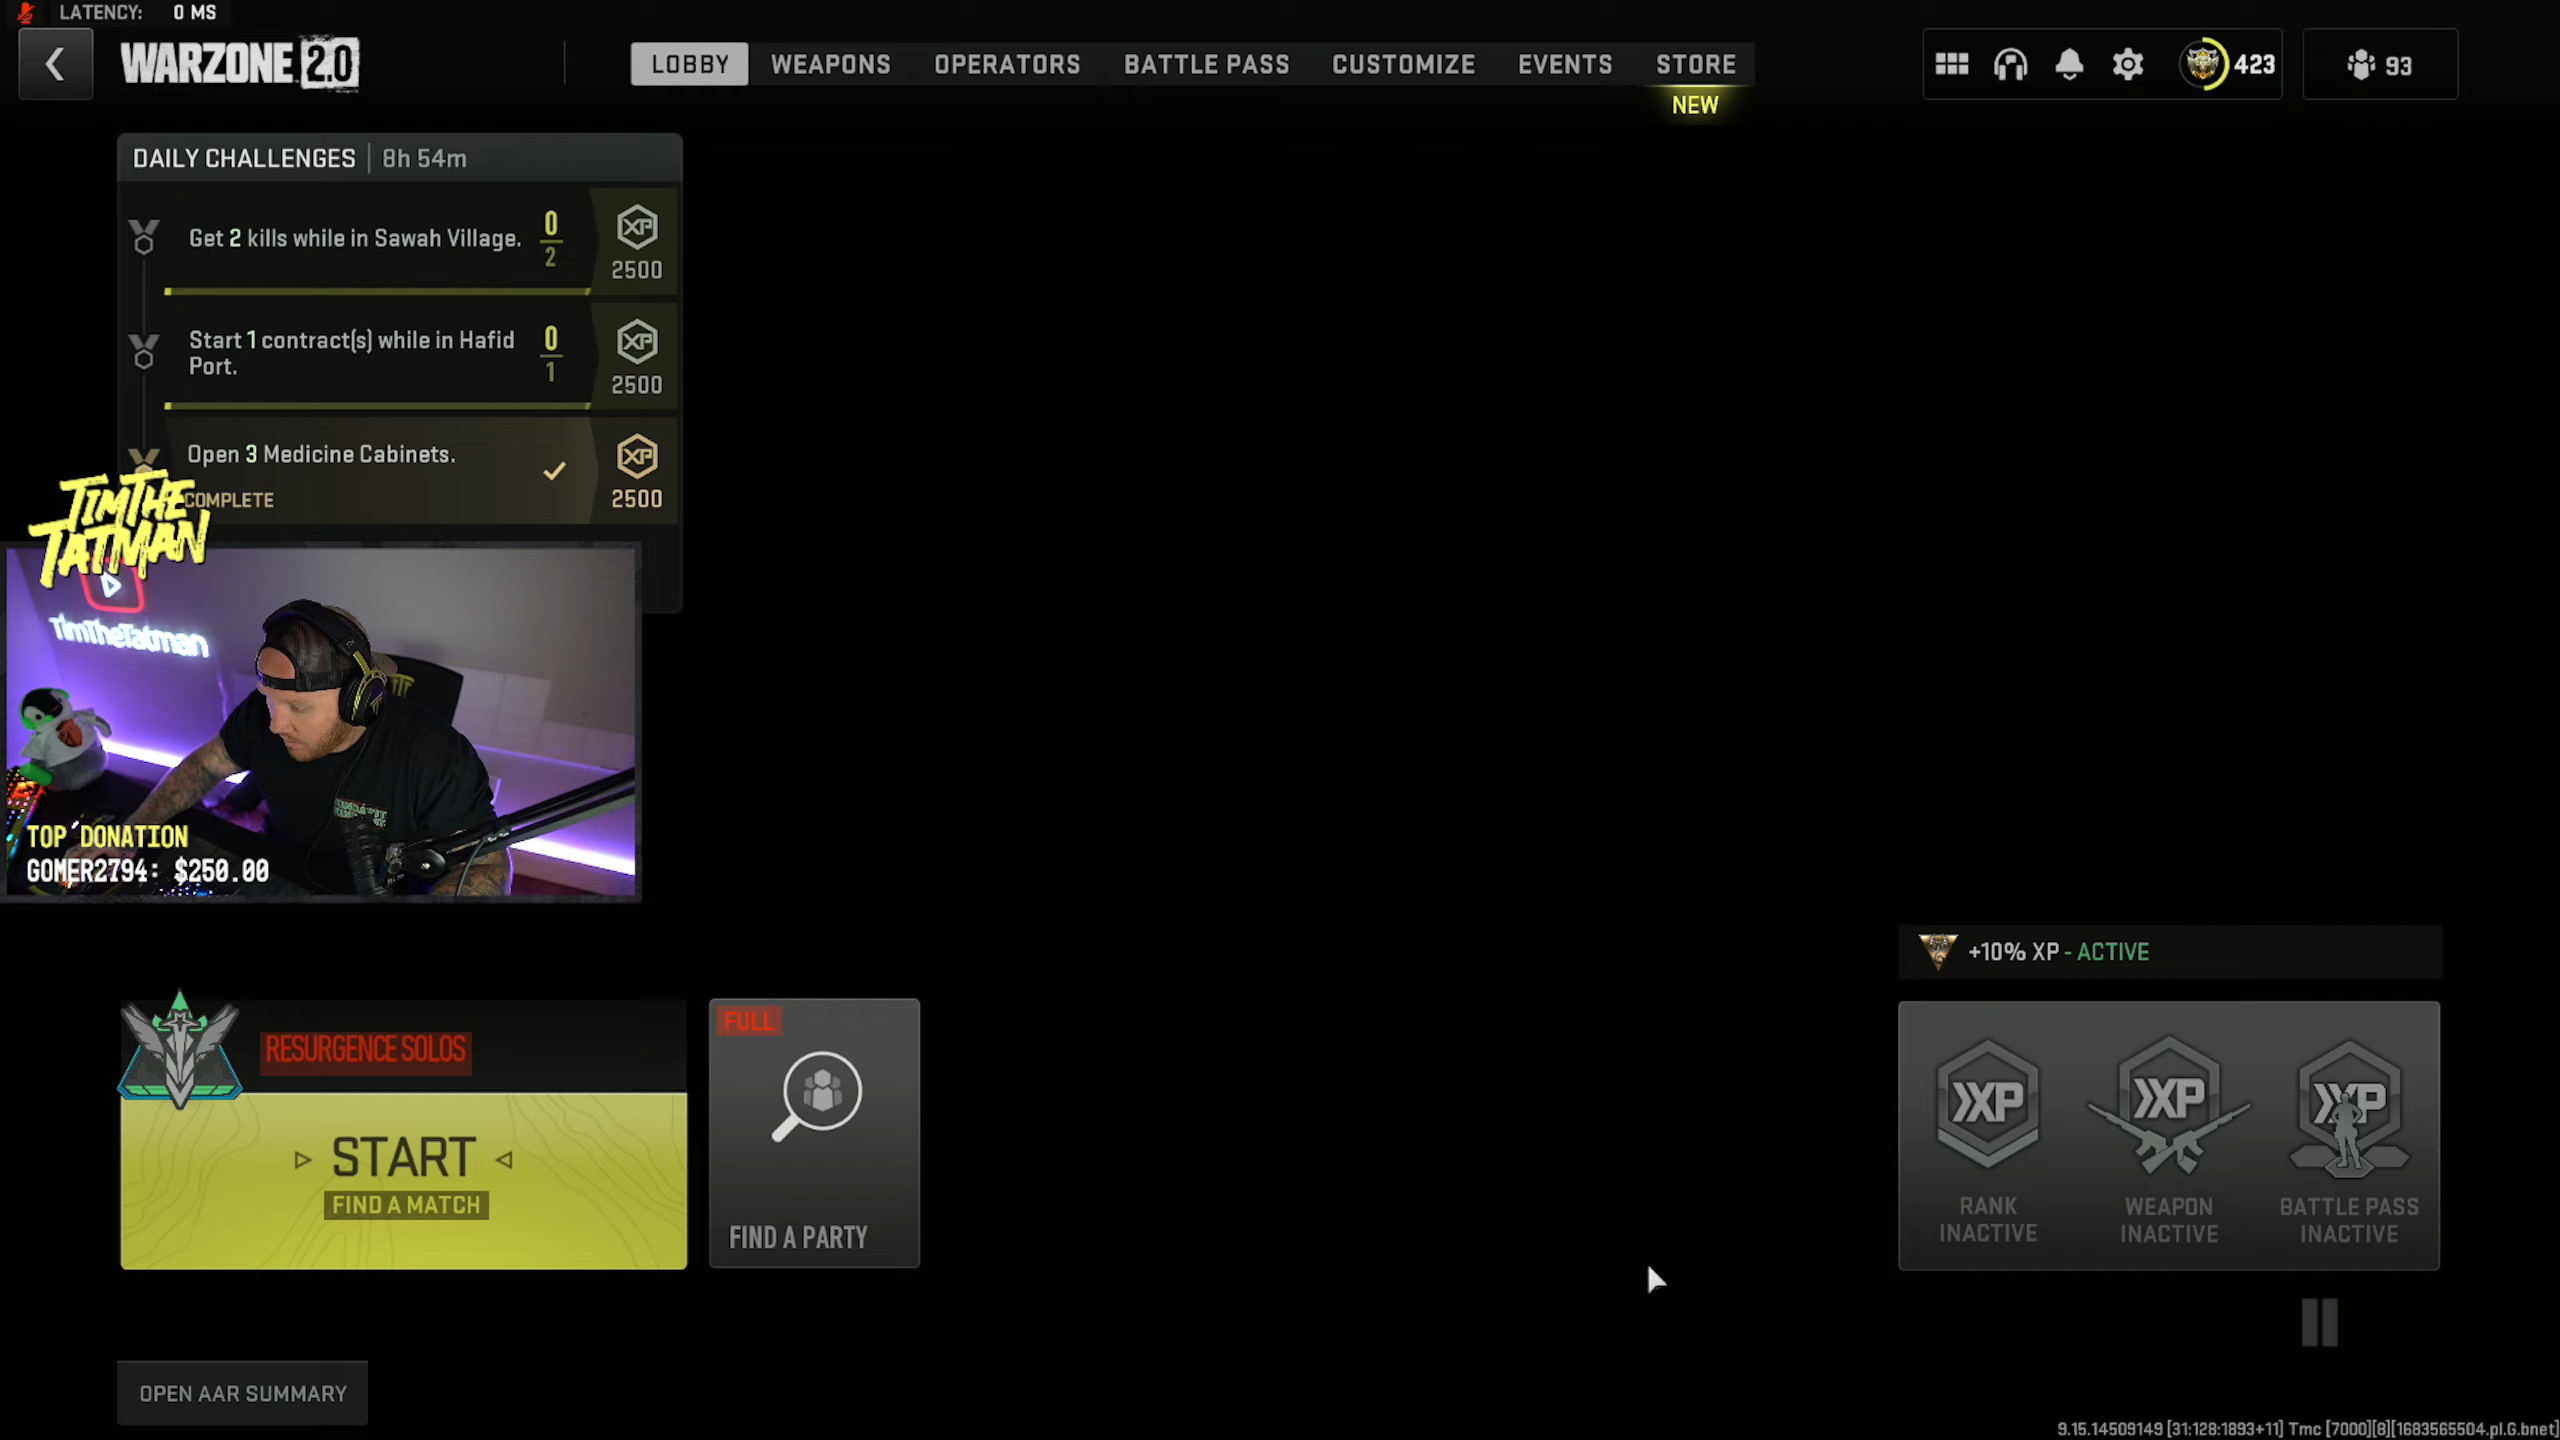 LATENCY: 0 MS
WARZONE 2.0
LOBBY WEAPONS OPERATORS BATTLE PASS CUSTOMIZE EVENTS STORE
NEW
423
93
DAILY CHALLENGES | 8h 54m
Get 2 kills while in Sawah Village.
0
2
XP
2500
Start 1 contract(s) while in Hafid
Port.
0
1
XP
2500
Open 3 Medicine Cabinets.
COMPLETE
XP
2500
TIMTHE
TATMAN
TimTheTatman
TOP DONATION
GOMER2794: $250.00
+10% XP - ACTIVE
RESURGENCE SOLOS
START
FIND A MATCH
FULL
FIND A PARTY
XP
RANK
INACTIVE
XP
WEAPON
INACTIVE
XP
BATTLE PASS
INACTIVE
OPEN AAR SUMMARY
9.15.14509149 [31:128:1893+11] Tmc [7000][8][1683565504.pl.G.bnet]